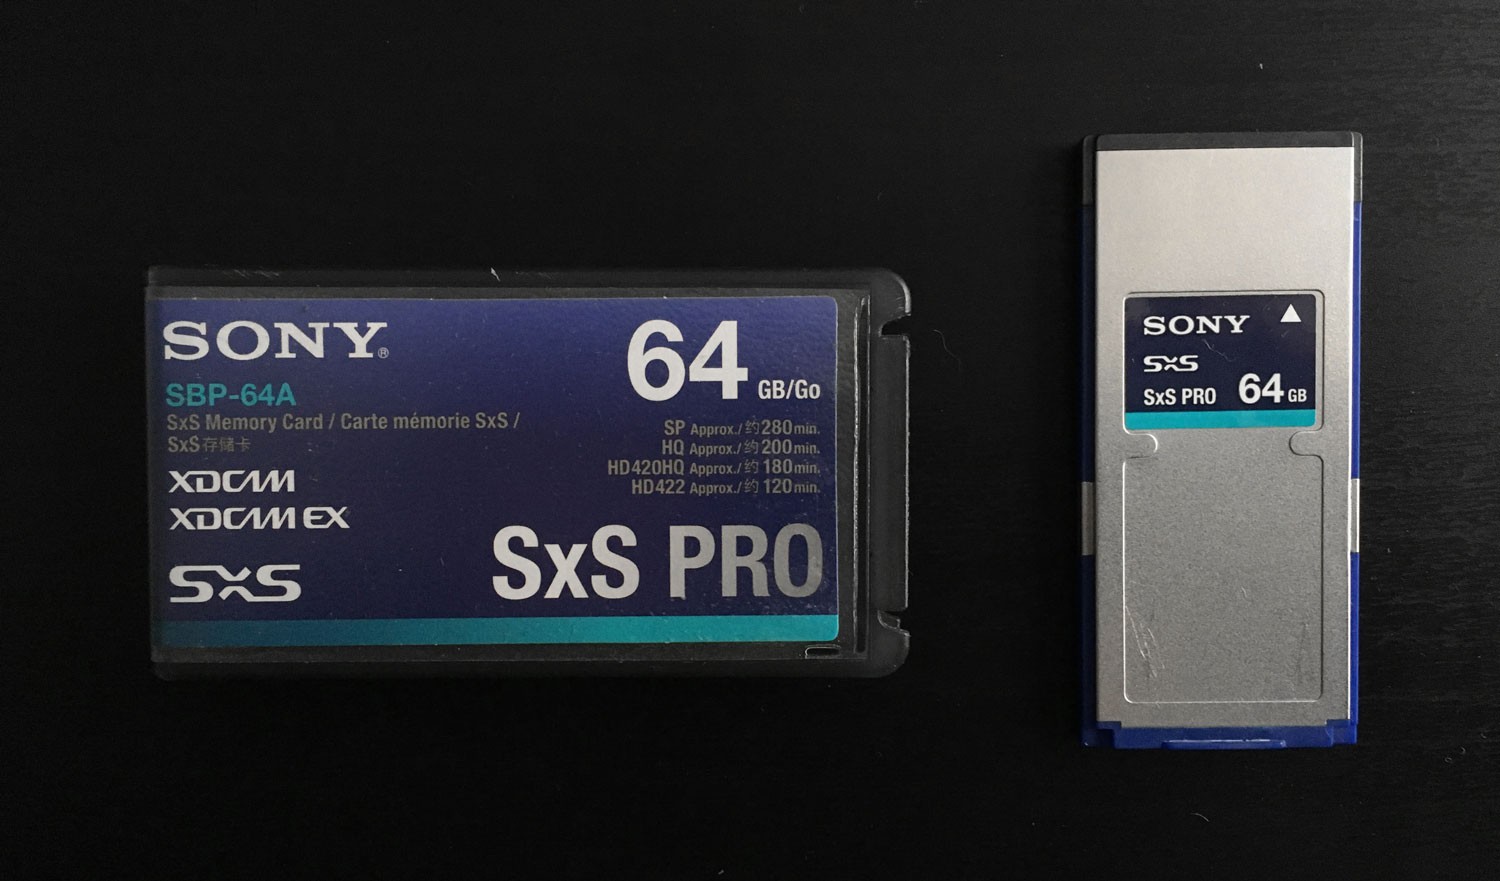 SONY®
SBP-64A
SxS Memory Card / Carte mémorie SxS /
SxS存储卡
XDCAM
XDCAM EX
SxS
64 GB/Go
SP Approx./约280min.
HQ Approx./约200min.
HD420HQ Approx./约180min.
HD422 Approx./约120min.
SxS PRO
SONY
SxS
SxS PRO 64 GB